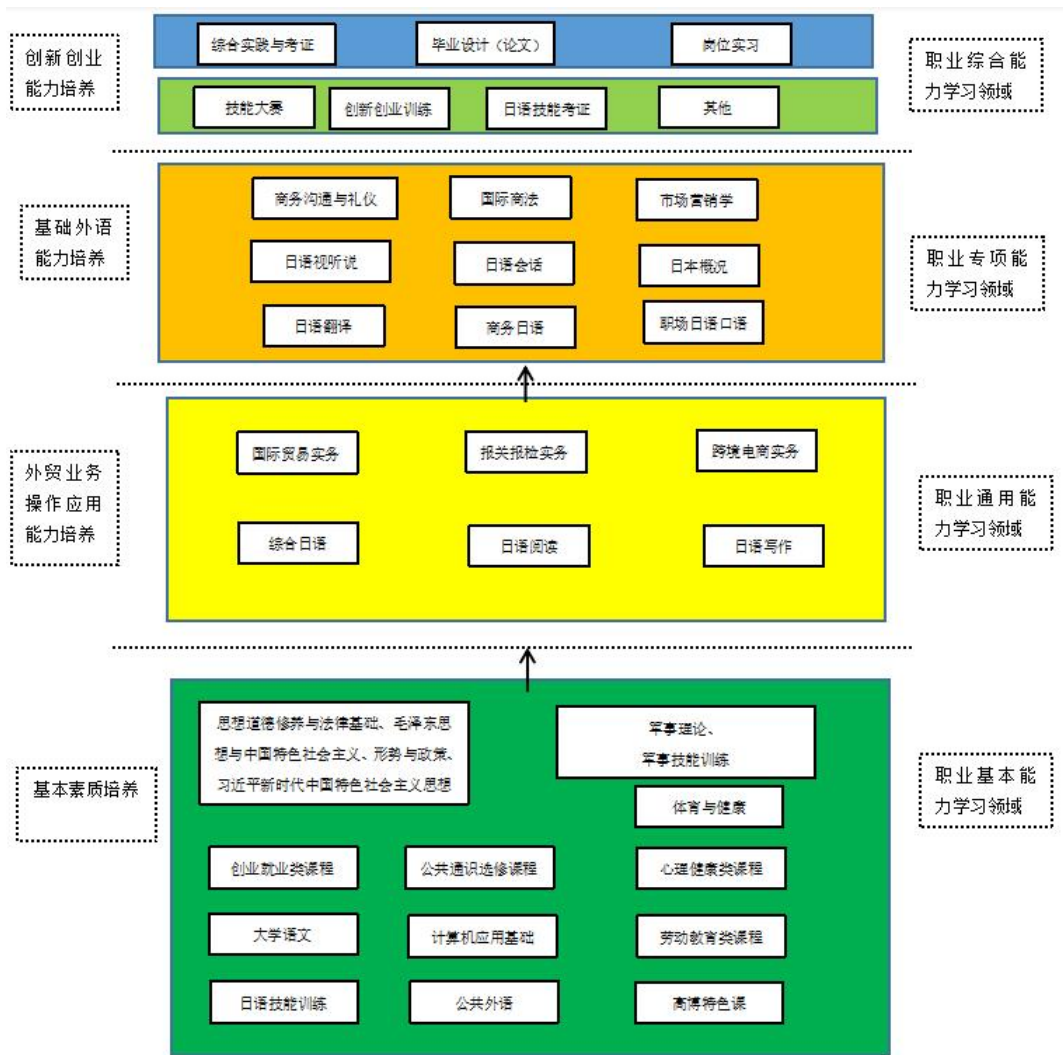 综合实践与考证
毕业设计（论文）
岗位实习
创新创业
能力培养
职业综合能
力学习领域
技能大赛
创新创业训练
日语技能考证
其他
商务沟通与礼仪
国际商法
市场营销学
基础外语
能力培养
日语视听说
日语会话
日本概况
职业专项能
力学习领域
日语翻译
商务日语
职场日语口语
国际贸易实务
报关报检实务
跨境电商实务
外贸业务
操作应用
能力培养
职业通用能
力学习领域
综合日语
日语阅读
日语写作
思想道德修养与法律基础、毛泽东思
想与中国特色社会主义、形势与政策、
习近平新时代中国特色社会主义思想
军事理论、
军事技能训练
基本素质培养
职业基本能
力学习领域
体育与健康
创业就业类课程
公共通识选修课程
心理健康类课程
大学语文
计算机应用基础
劳动教育类课程
日语技能训练
公共外语
高博特色课